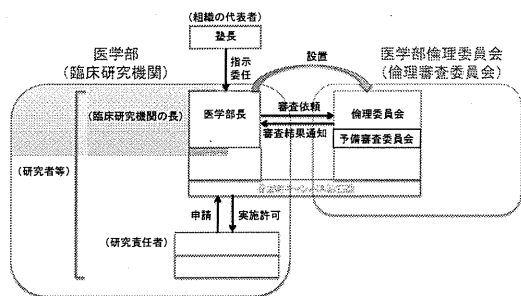 (組織の代表者)
塾長
医学部
(臨床研究機関)
指示
委任
設置
医学部倫理委員会
(倫理審査委員会)
(臨床研究機関の長)
医学部長
審査依頼
審査結果通知
倫理委員会
予備審査委員会
(研究者等)
申請
実施許可
(研究責任者)